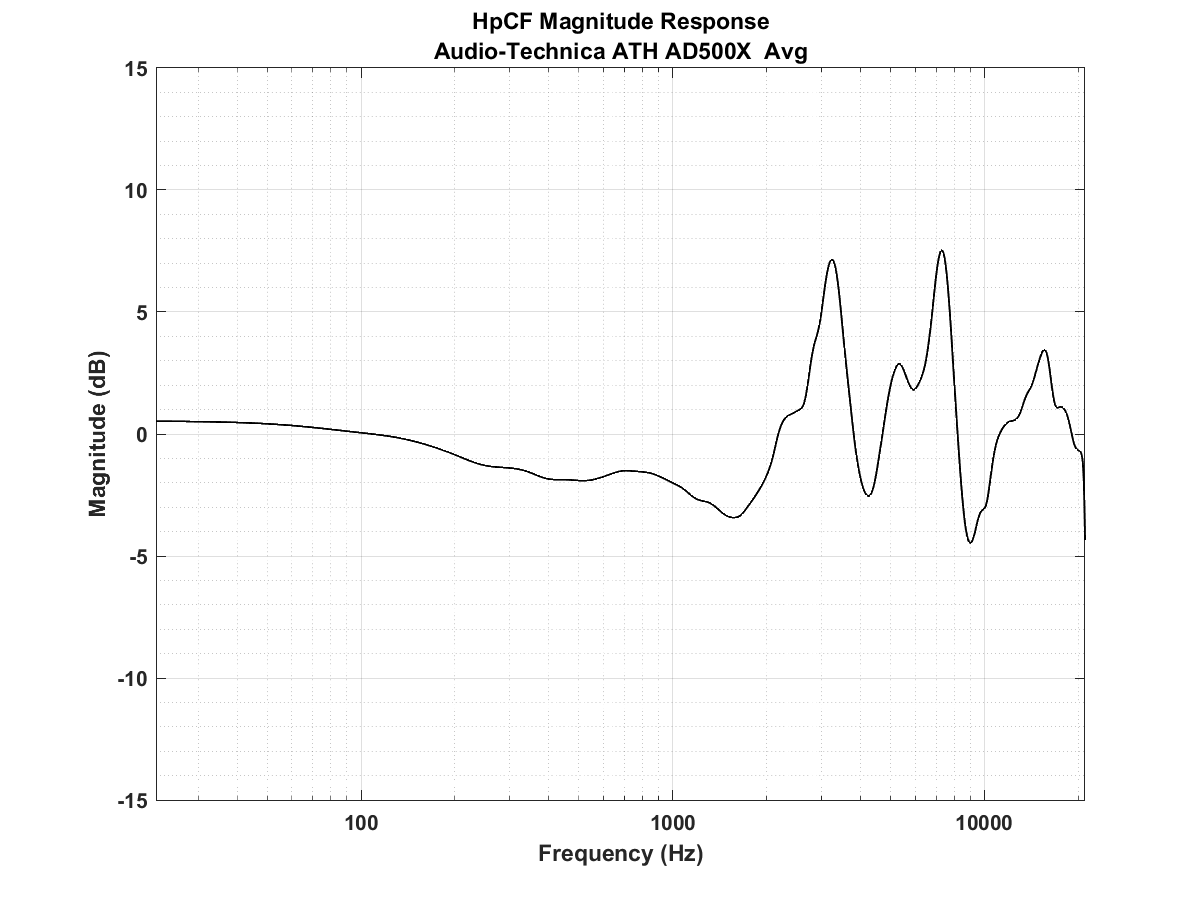 HpCF Magnitude Response
Audio-Technica ATH AD500X  Avg
15
10
5
0
-5
-10
-15
Magnitude (dB)
100
1000
10000
Frequency (Hz)